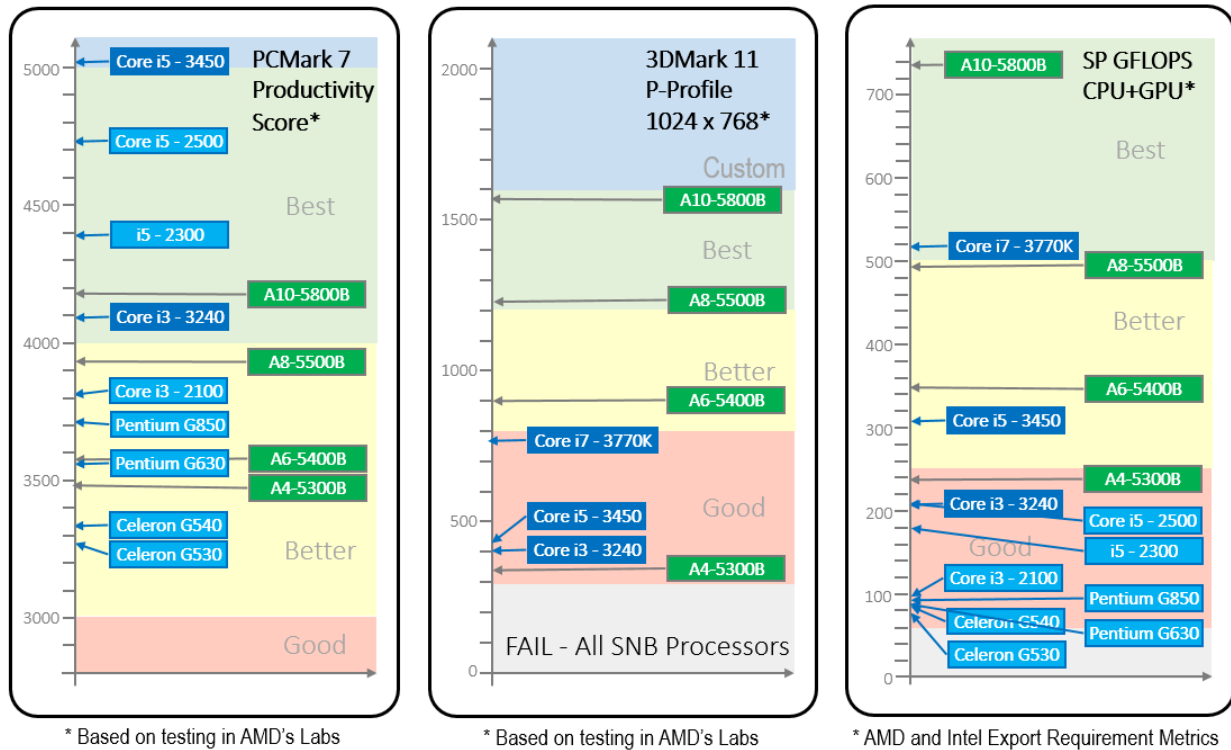 PCMark 7
Productivity
Score*
5000
4500
4000
3500
3000
Core i5 - 3450
Core i5 - 2500
Best
i5 - 2300
A10-5800B
Core i3 - 3240
A8-5500B
Core i3 - 2100
Pentium G850
A6-5400B
Pentium G630
A4-5300B
Celeron G540
Better
Celeron G530
Good
* Based on testing in AMD's Labs
3DMark 11
P-Profile
1024 x 768*
2000
1500
1000
500
0
Custom
A10-5800B
Best
A8-5500B
Better
A6-5400B
Core i7 - 3770K
Good
Core i5 - 3450
Core i3 - 3240
A4-5300B
FAIL - All SNB Processors
* Based on testing in AMD's Labs
SP GFLOPS
CPU+GPU*
700
600
500
400
300
200
100
0
A10-5800B
Best
Core i7 - 3770K
A8-5500B
Better
A6-5400B
Core i5 - 3450
A4-5300B
Core i3 - 3240
Core i5 - 2500
Good
i5 - 2300
Core i3 - 2100
Pentium G850
Celeron G540
Pentium G630
Celeron G530
* AMD and Intel Export Requirement Metrics